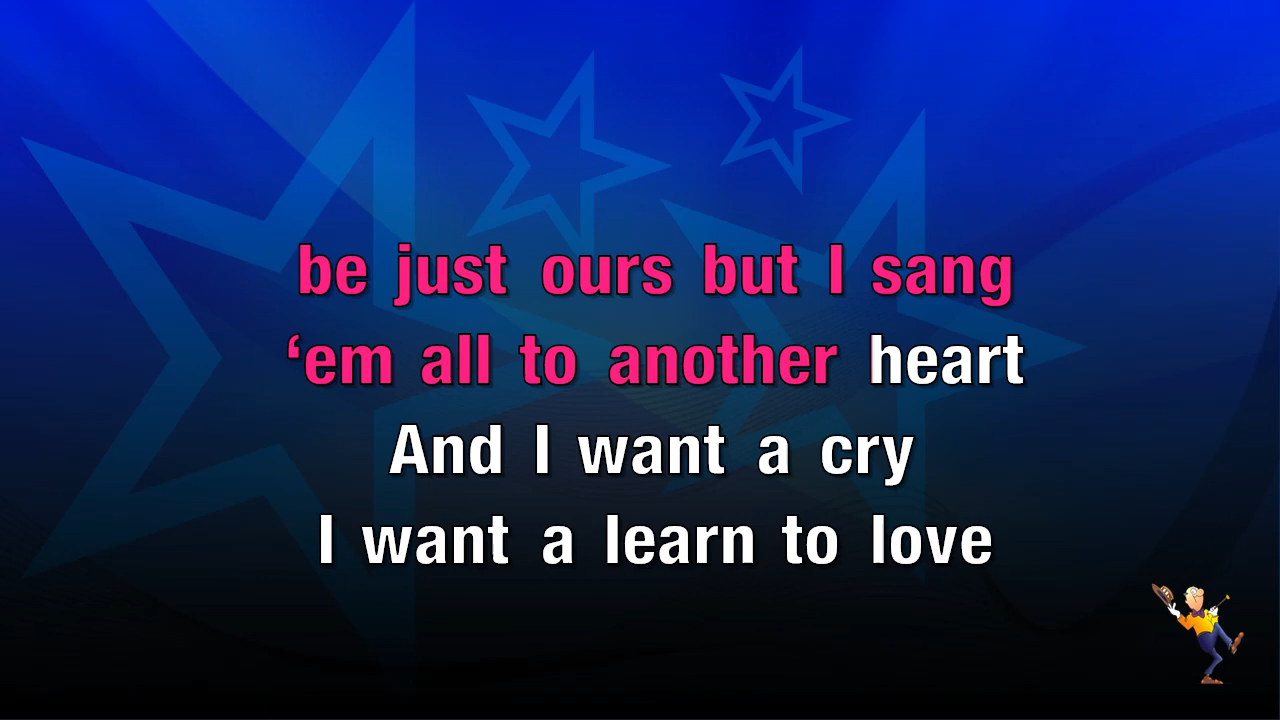 be just ours but I sang
‘em all to another heart
And I want a cry
I want a learn to love